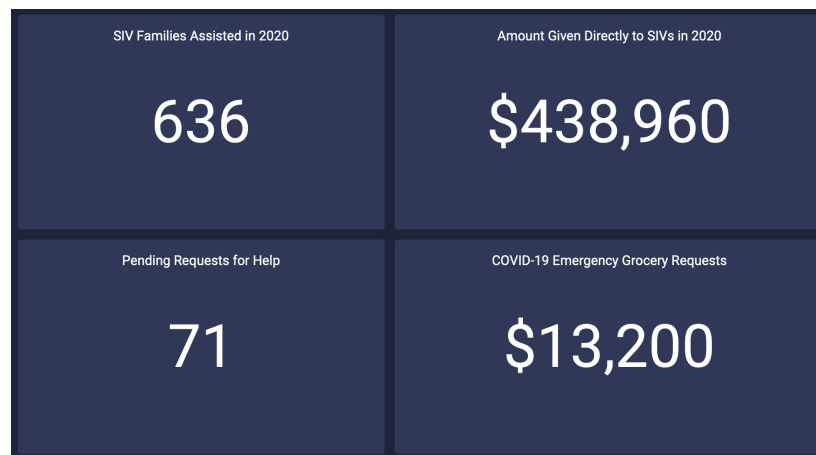 SIV Families Assisted in 2020
636
Amount Given Directly to SIVs in 2020
$438,960
Pending Requests for Help
71
COVID-19 Emergency Grocery Requests
$13,200